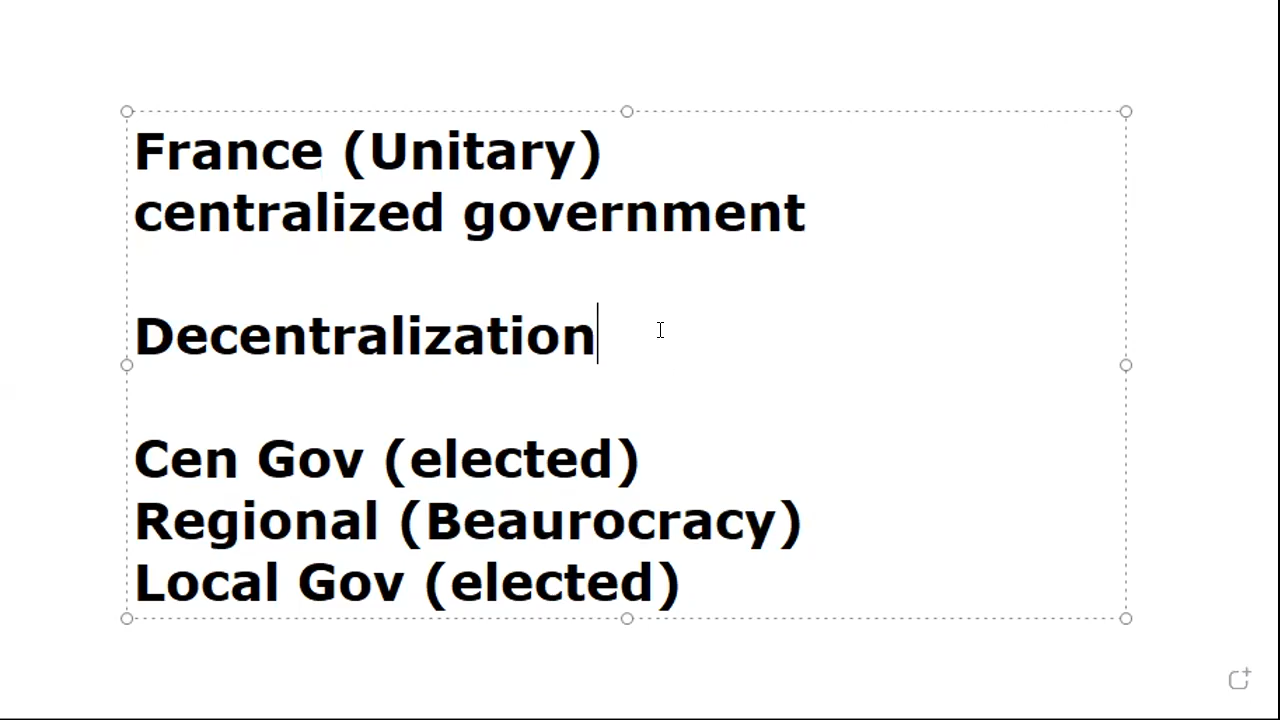 France (Unitary)
centralized government
Decentralization
Cen Gov (elected)
Regional (Beaurocracy)
Local Gov (elected)